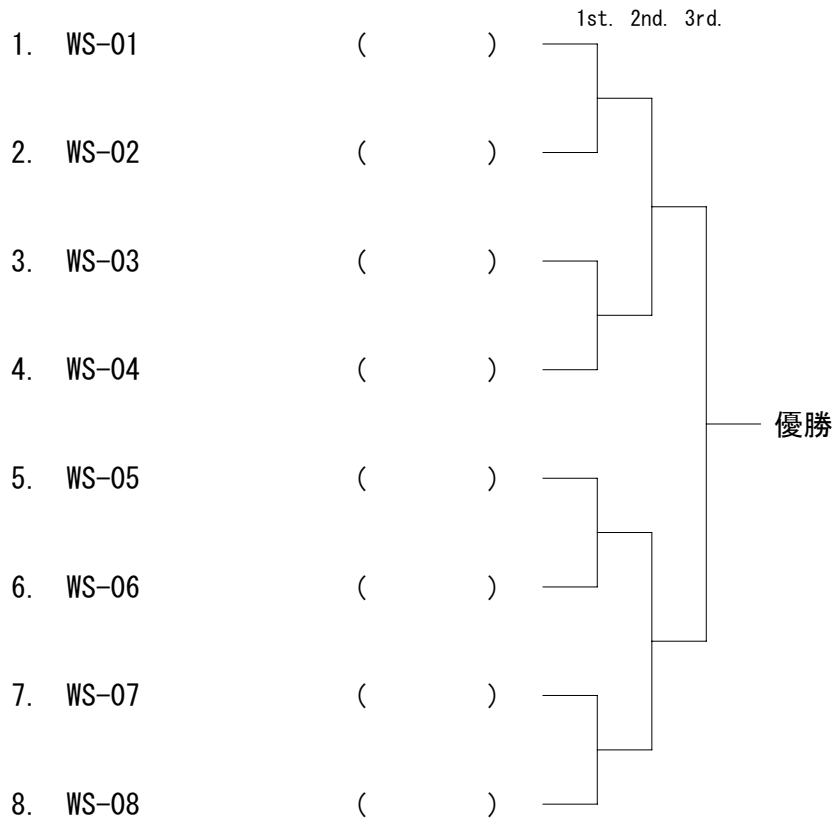 1st. 2nd. 3rd.
1. WS-01 ( )
2. WS-02 ( )
3. WS-03 ( )
4. WS-04 ( )
優勝
5. WS-05 ( )
6. WS-06 ( )
7. WS-07 ( )
8. WS-08 ( )